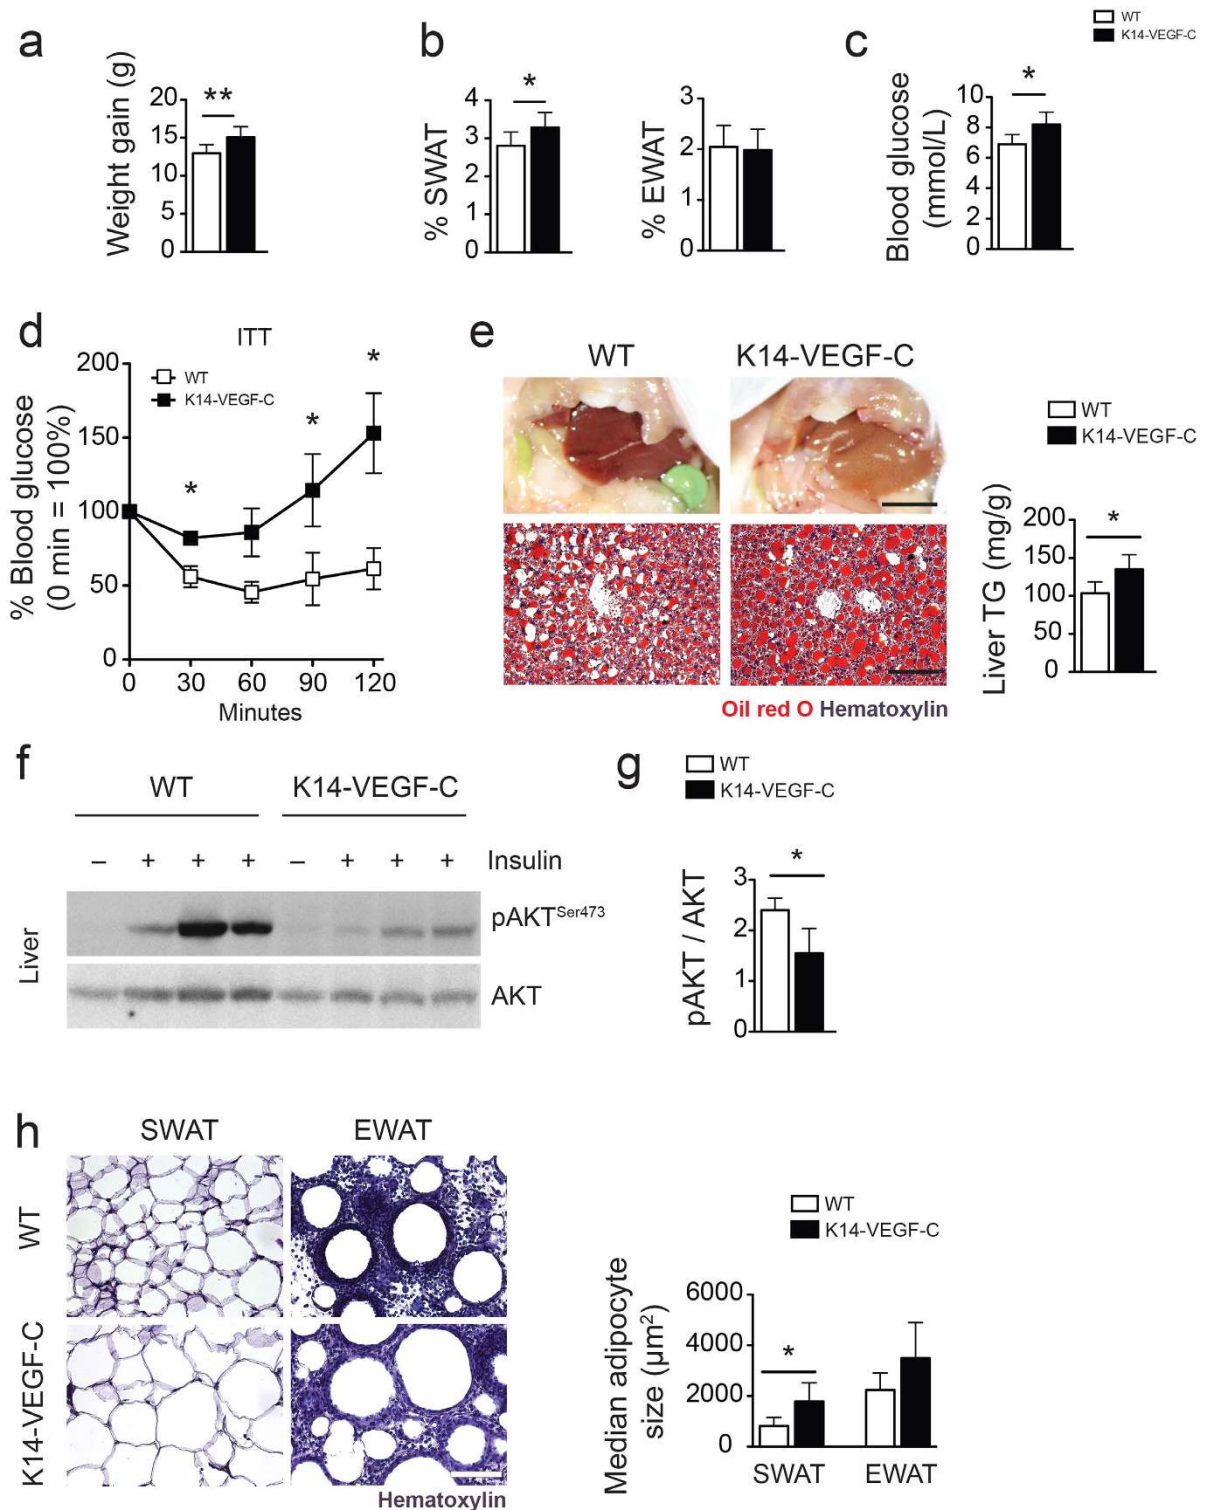 WT
K14-VEGF-C
a
Weight gain (g)
20
15
10
5
0
**
b
% SWAT
4
3
2
1
0
*
% EWAT
3
2
1
0
c
Blood glucose
(mmol/L)
10
8
6
4
2
0
*
d
ITT
% Blood glucose
(0 min = 100%)
200
150
100
50
0
WT
K14-VEGF-C
*
*
*
0 30 60 90 120
Minutes
e
WT K14-VEGF-C
Oil red O Hematoxylin
WT
K14-VEGF-C
Liver TG (mg/g)
200
150
100
50
0
*
f
WT K14-VEGF-C
– + + + – + + + Insulin
Liver
pAKTSer473
AKT
g
WT
K14-VEGF-C
pAKT / AKT
3
2
1
0
*
h
SWAT EWAT
WT
K14-VEGF-C
Hematoxylin
WT
K14-VEGF-C
Median adipocyte
size (µm²)
6000
4000
2000
0
*
SWAT EWAT